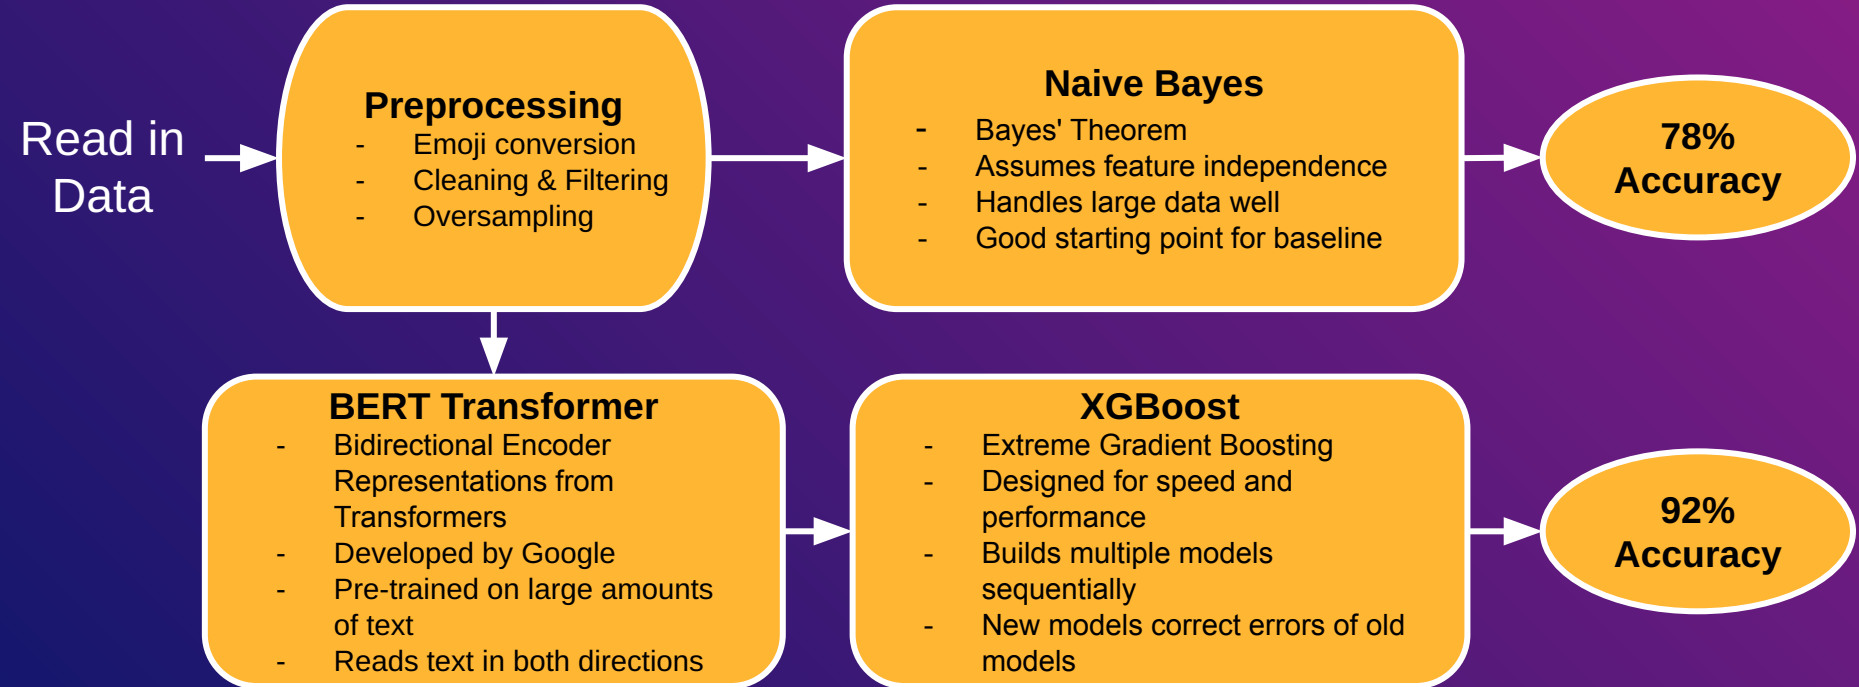 Read in
Data
Preprocessing
- Emoji conversion
- Cleaning & Filtering
- Oversampling
Naive Bayes
- Bayes' Theorem
- Assumes feature independence
- Handles large data well
- Good starting point for baseline
78%
Accuracy
BERT Transformer
- Bidirectional Encoder
Representations from
Transformers
- Developed by Google
- Pre-trained on large amounts
of text
- Reads text in both directions
XGBoost
- Extreme Gradient Boosting
- Designed for speed and
performance
- Builds multiple models
sequentially
- New models correct errors of old
models
92%
Accuracy